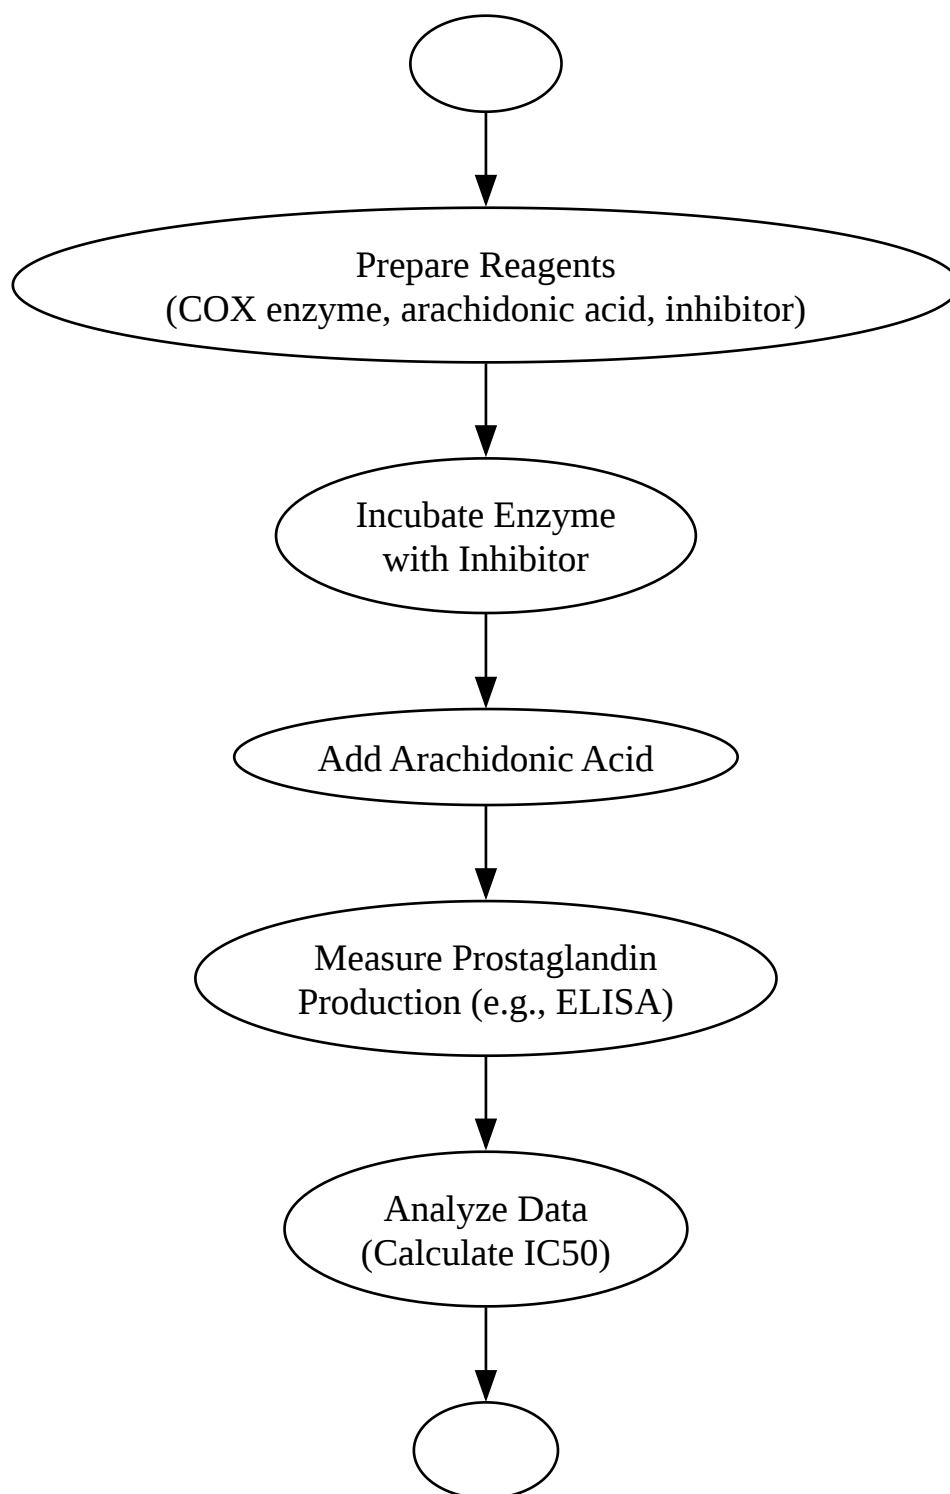 Prepare Reagents
(COX enzyme, arachidonic acid, inhibitor)
Incubate Enzyme
with Inhibitor
Add Arachidonic Acid
Measure Prostaglandin
Production (e.g., ELISA)
Analyze Data
(Calculate IC50)